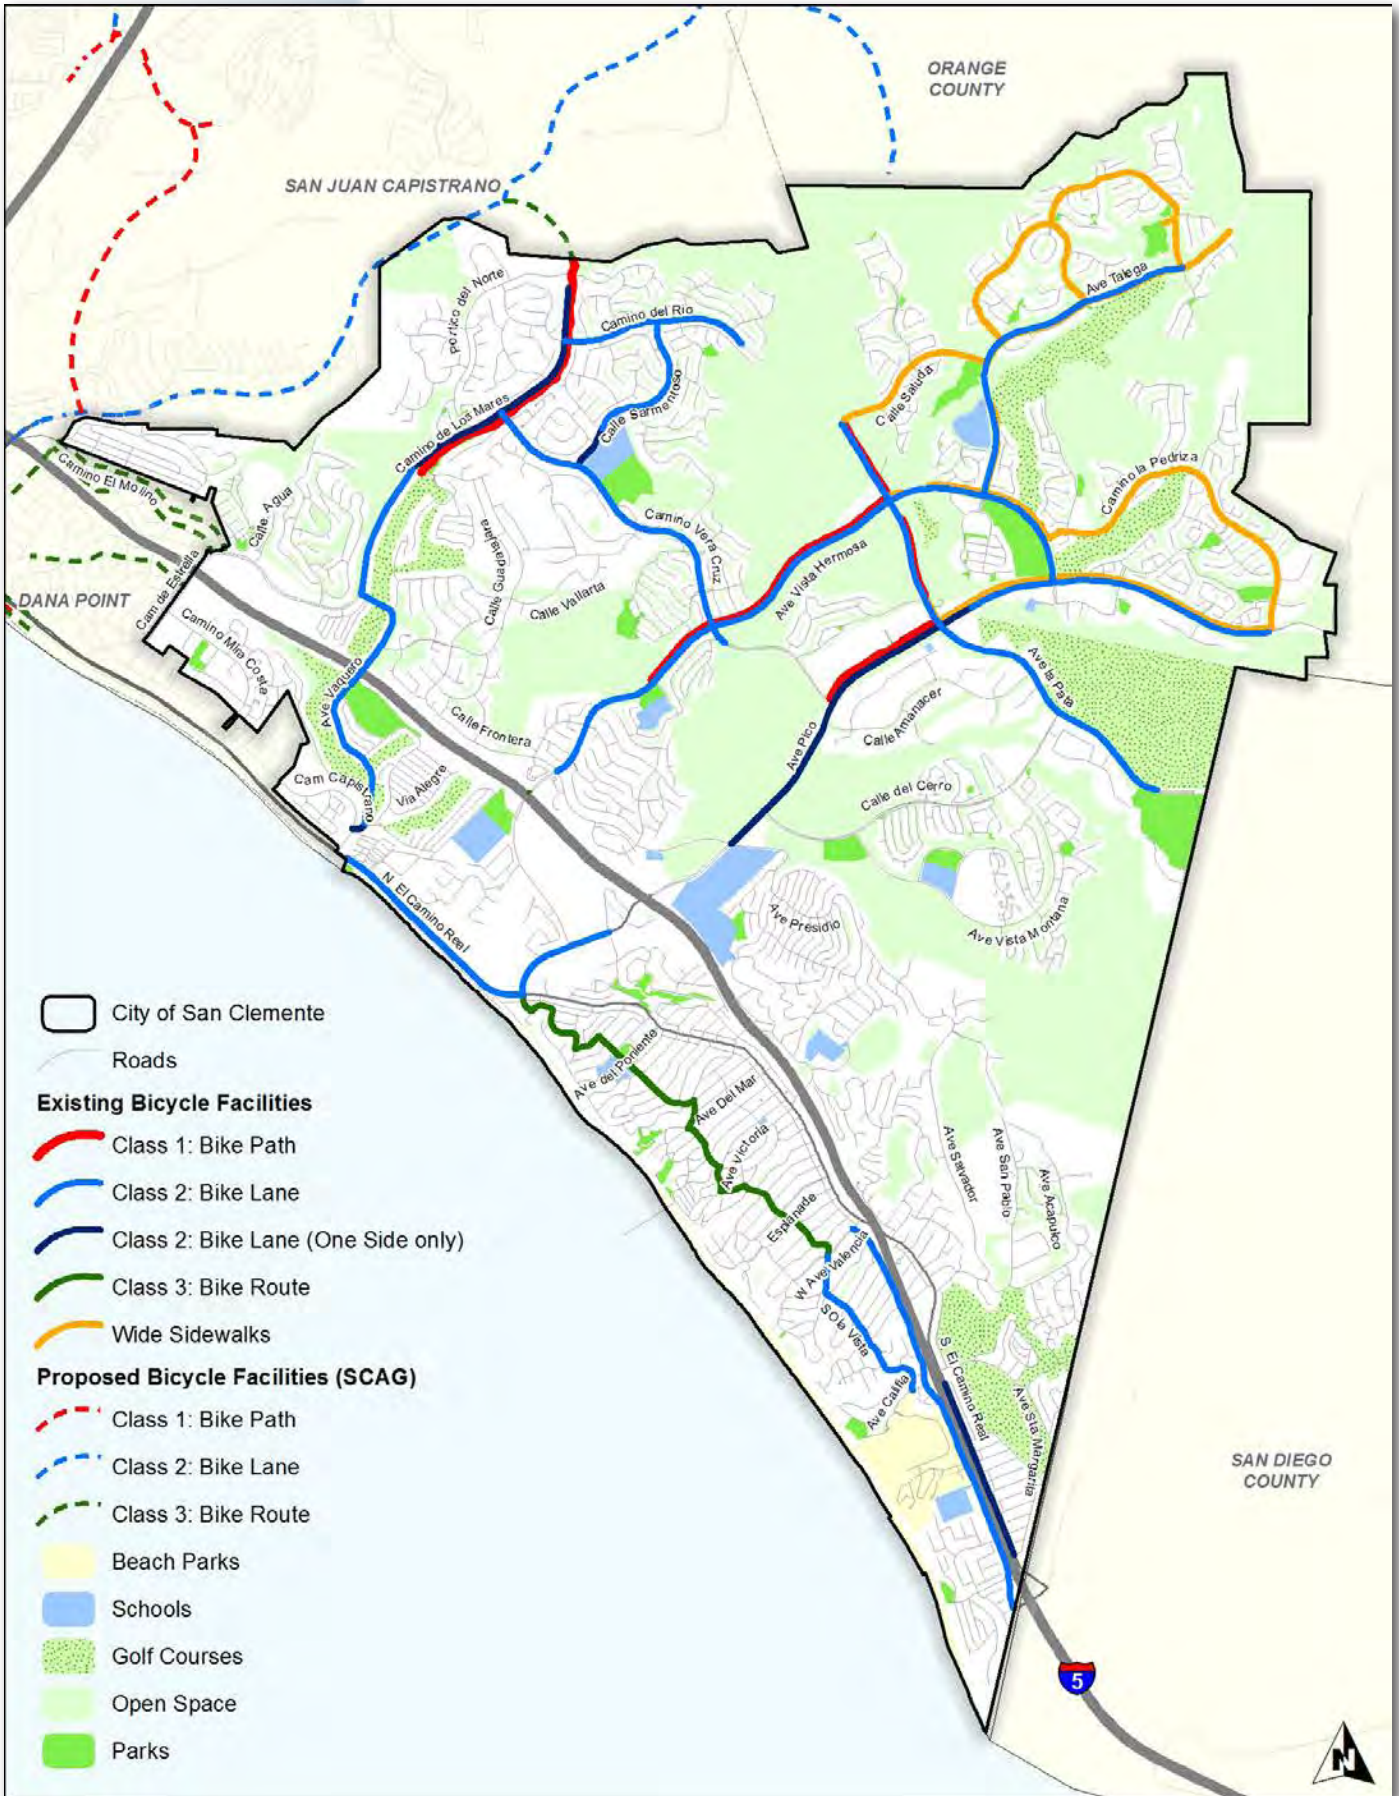 ORANGE
COUNTY
SAN JUAN CAPISTRANO
Portico del Norte
Camino del Rio
Ave Talega
Camino de Los Mares
Calle Sarmentoso
Calle Saluda
Camino la Pedriza
Camino El Molino
Calle Agua
Calle Guadalajara
Camino Vera Cruz
Ave Vista Hermosa
Calle Vallarta
DANA POINT
Cam de Estrella
Camino Mira Costa
Ave Vaquero
Calle Frontera
Ave la Pata
Ave Pico
Calle Amanacer
Cam Capistrano
Via Alegre
Calle del Cerro
N El Camino Real
Ave Presidio
Ave Vista Montana
Ave del Poniente
Ave Del Mar
Ave Victoria
Esplanade
W Ave Valencia
S Ola Vista
Ave Califia
Ave Salvador
Ave San Pablo
Ave Acapulco
S El Camino Real
Ave Sta Margarita
SAN DIEGO
COUNTY
5
N
City of San Clemente
Roads
Existing Bicycle Facilities
Class 1: Bike Path
Class 2: Bike Lane
Class 2: Bike Lane (One Side only)
Class 3: Bike Route
Wide Sidewalks
Proposed Bicycle Facilities (SCAG)
Class 1: Bike Path
Class 2: Bike Lane
Class 3: Bike Route
Beach Parks
Schools
Golf Courses
Open Space
Parks